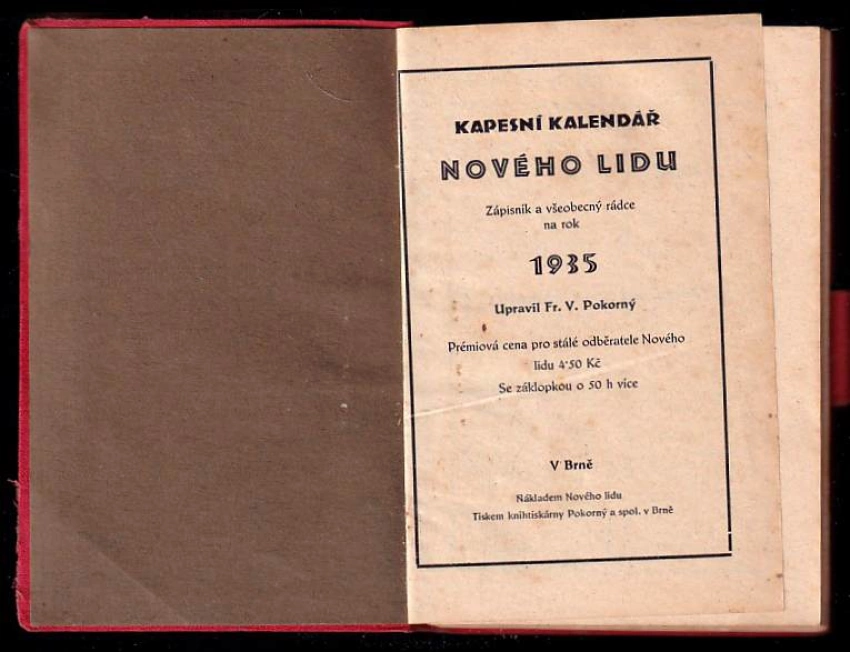 KAPESNÍ KALENDÁŘ
NOVÉHO LIDU
Zápisník a všeobecný rádce
na rok
1935
Upravil Fr. V. Pokorný
Prémiová cena pro stálé odběratele Nového
lidu 4·50 Kč
Se záklopkou o 50 h více
V Brně
Nákladem Nového lidu
Tiskem knihtiskárny Pokorný a spol. v Brně